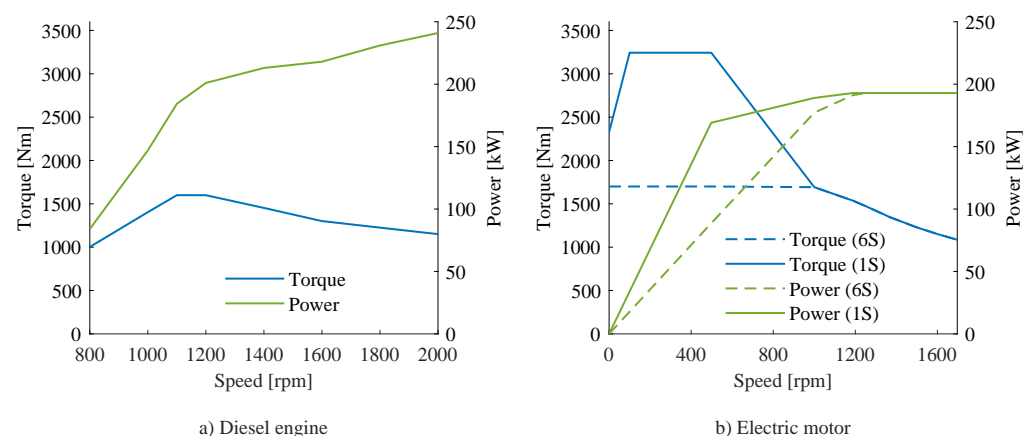 3500
3000
2500
2000
1500
1000
500
0
Torque [Nm]
250
200
150
100
50
0
Power [kW]
Torque
Power
800 1000 1200 1400 1600 1800 2000
Speed [rpm]
a) Diesel engine
3500
3000
2500
2000
1500
1000
500
0
Torque [Nm]
250
200
150
100
50
0
Power [kW]
Torque (6S)
Torque (1S)
Power (6S)
Power (1S)
0 400 800 1200 1600
Speed [rpm]
b) Electric motor